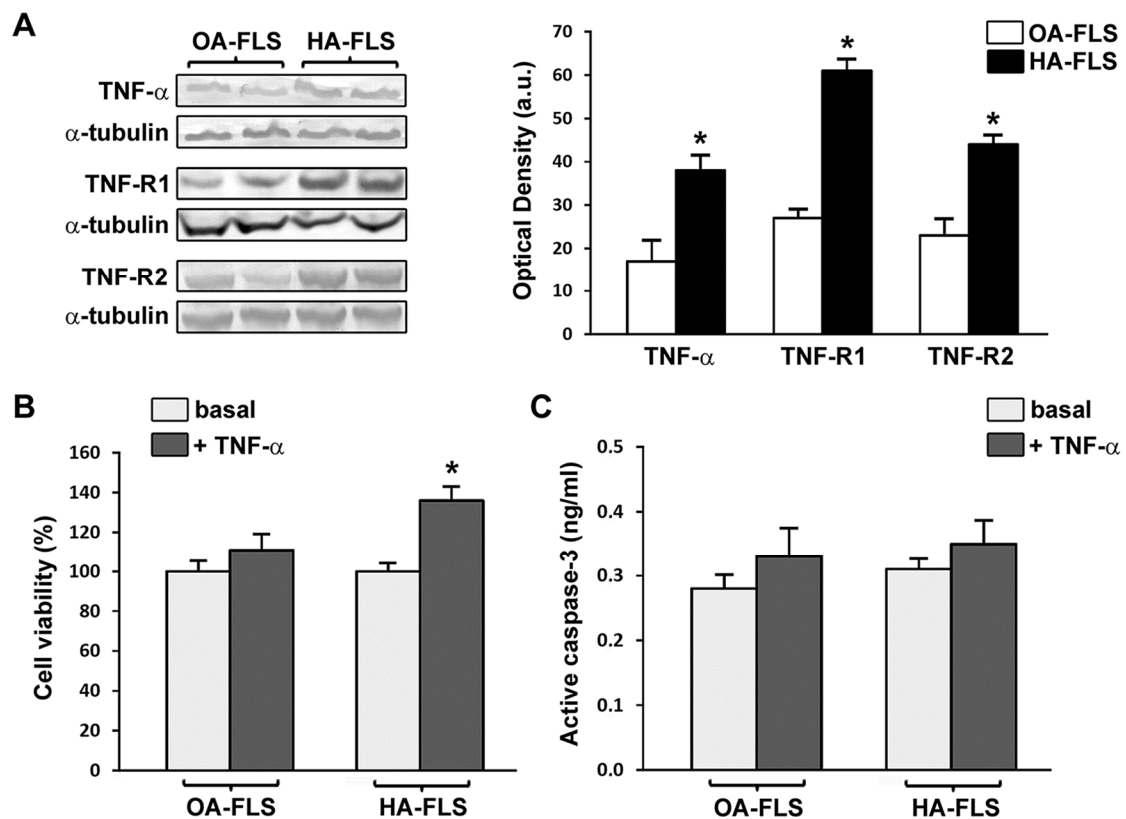 A
OA-FLS HA-FLS
TNF-α
α-tubulin
TNF-R1
α-tubulin
TNF-R2
α-tubulin
Optical Density (a.u.)
70
60
50
40
30
20
10
0
TNF-α TNF-R1 TNF-R2
* * *
OA-FLS
HA-FLS
B
basal
+ TNF-α
Cell viability (%)
160
140
120
100
80
60
40
20
0
*
OA-FLS HA-FLS
C
basal
+ TNF-α
Active caspase-3 (ng/ml)
0.5
0.4
0.3
0.2
0.1
0.0
OA-FLS HA-FLS